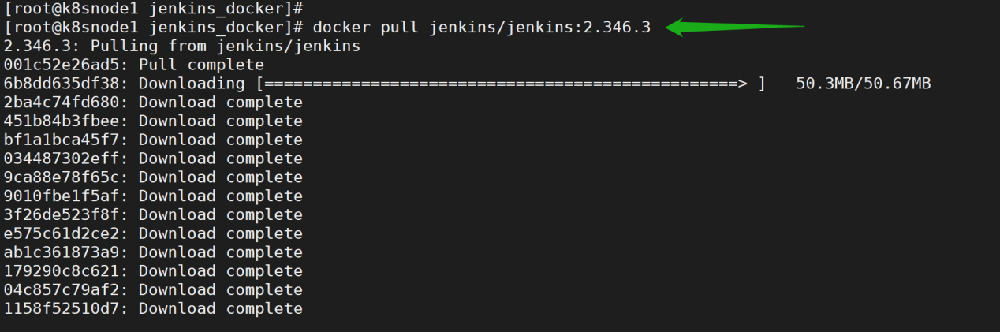 [root@k8snode1 jenkins_docker]#
[root@k8snode1 jenkins_docker]# docker pull jenkins/jenkins:2.346.3
2.346.3: Pulling from jenkins/jenkins
001c52e26ad5: Pull complete
6b8dd635df38: Downloading [=================================================> ]   50.3MB/50.67MB
2ba4c74fd680: Download complete
451b84b3fbee: Download complete
bf1a1bca45f7: Download complete
034487302eff: Download complete
9ca88e78f65c: Download complete
9010fbe1f5af: Download complete
3f26de523f8f: Download complete
e575c61d2ce2: Download complete
ab1c361873a9: Download complete
179290c8c621: Download complete
04c857c79af2: Download complete
1158f52510d7: Download complete